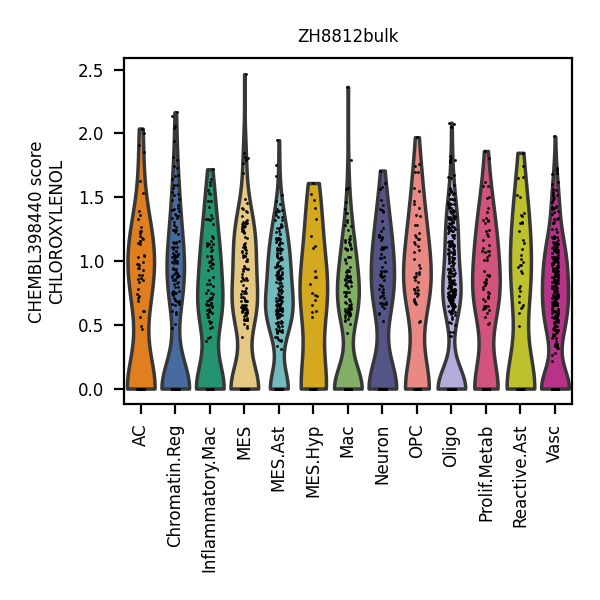 ZH8812bulk
CHEMBL398440 score
CHLOROXYLENOL
2.5
2.0
1.5
1.0
0.5
0.0
AC
Chromatin.Reg
Inflammatory.Mac
MES
MES.Ast
MES.Hyp
Mac
Neuron
OPC
Oligo
Prolif.Metab
Reactive.Ast
Vasc